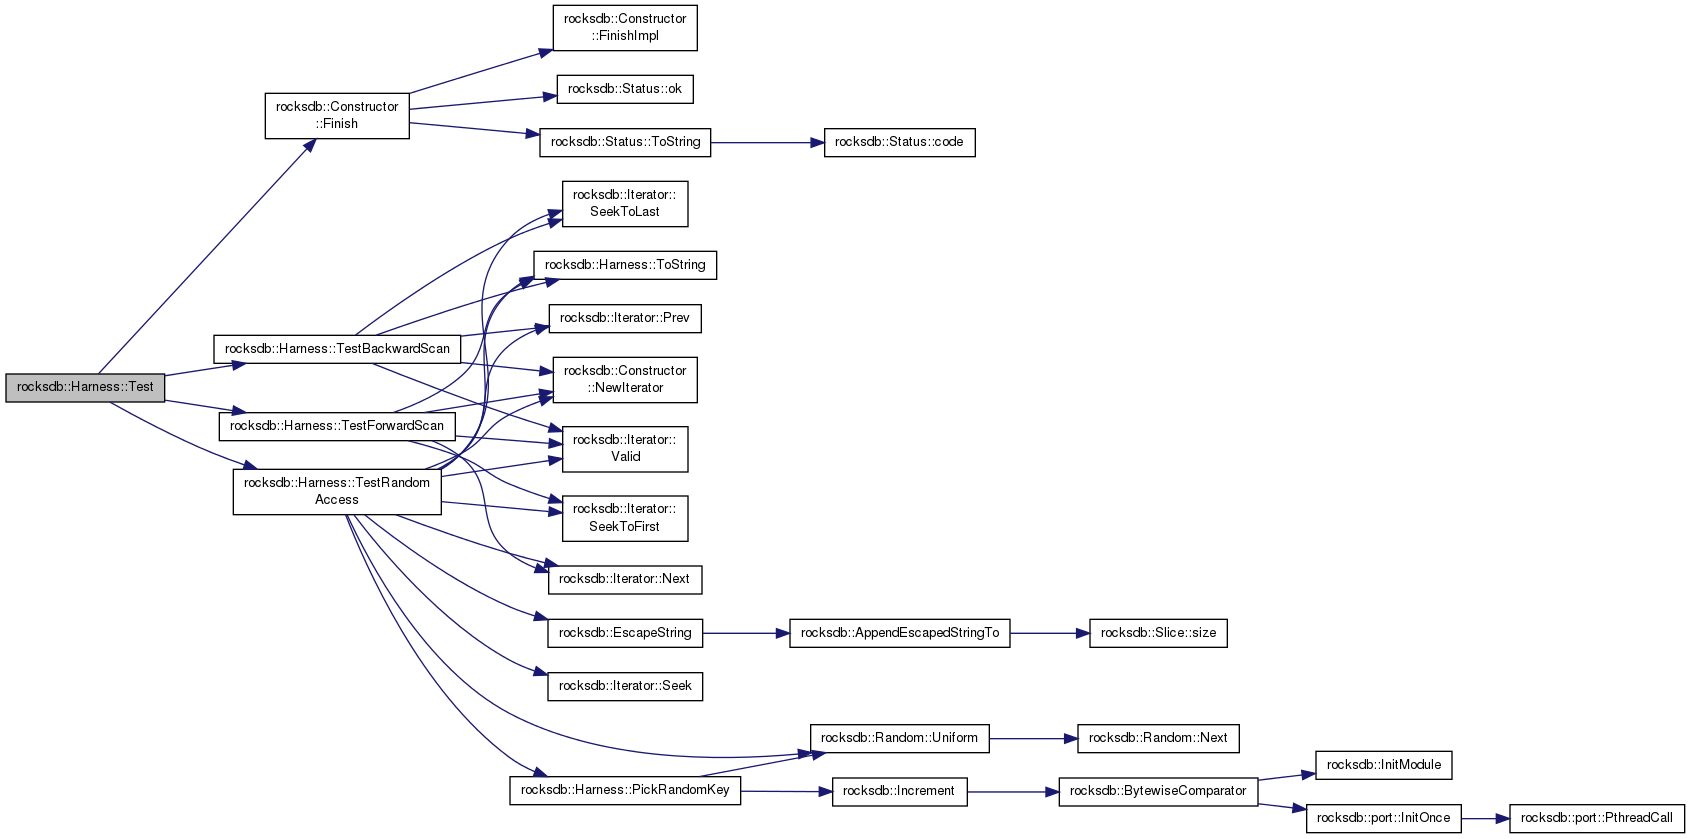 rocksdb::Constructor
::FinishImpl
rocksdb::Status::ok
rocksdb::Constructor
::Finish
rocksdb::Status::ToString
rocksdb::Status::code
rocksdb::Iterator::
SeekToLast
rocksdb::Harness::ToString
rocksdb::Iterator::Prev
rocksdb::Harness::TestBackwardScan
rocksdb::Constructor
::NewIterator
rocksdb::Harness::Test
rocksdb::Harness::TestForwardScan
rocksdb::Iterator::
Valid
rocksdb::Harness::TestRandom
Access
rocksdb::Iterator::
SeekToFirst
rocksdb::Iterator::Next
rocksdb::EscapeString
rocksdb::AppendEscapedStringTo
rocksdb::Slice::size
rocksdb::Iterator::Seek
rocksdb::Random::Uniform
rocksdb::Random::Next
rocksdb::InitModule
rocksdb::Harness::PickRandomKey
rocksdb::Increment
rocksdb::BytewiseComparator
rocksdb::port::InitOnce
rocksdb::port::PthreadCall